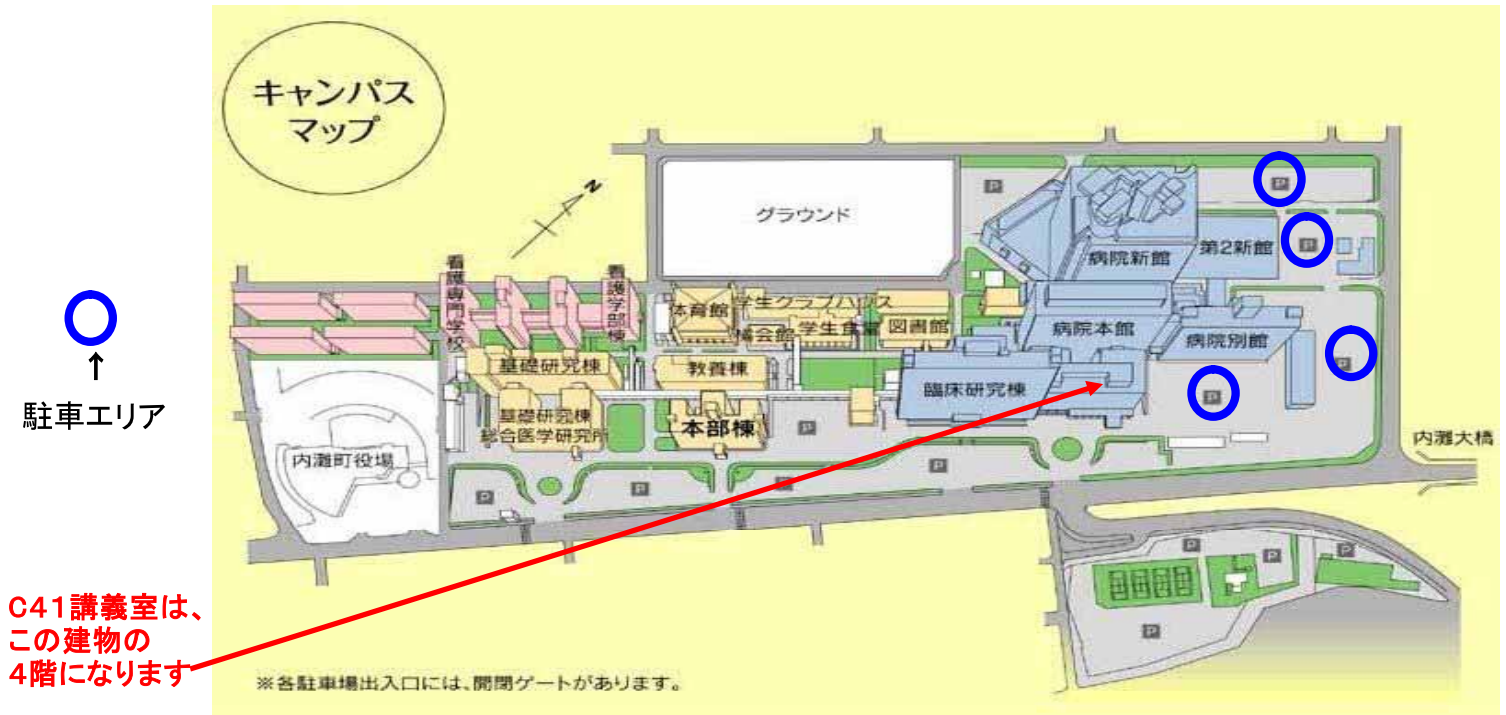 キャンパス
マップ
N
グラウンド
P
P
P
第2新館
病院新館
看護専門学校
看護学部棟
体育館
学生クラブハウス
学生食堂
図書館
病院本館
病院別館
P
基礎研究棟
教養棟
臨床研究棟
P
↑
駐車エリア
基礎研究棟
総合医学研究所
本部棟
P
内灘町役場
内灘大橋
P
P
P
P
P
P
P
P
C41講義室は、
この建物の
4階になります
※各駐車場出入口には、開閉ゲートがあります。